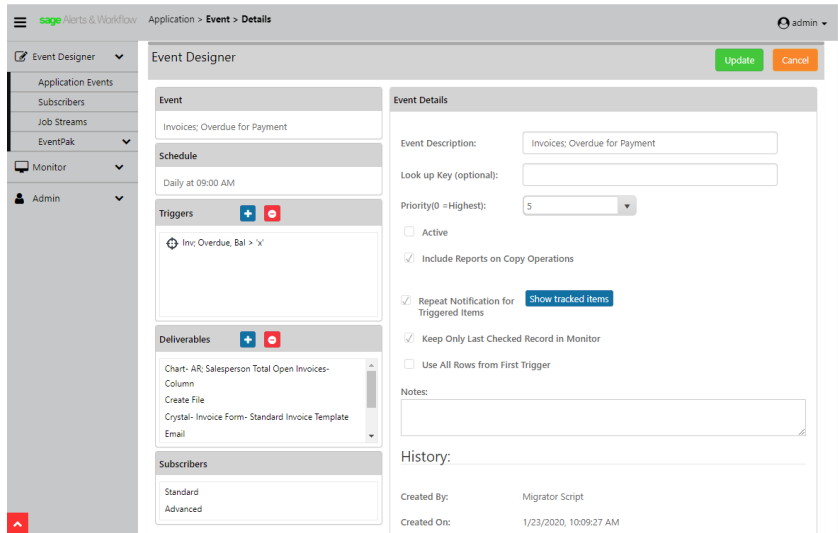 sage Alerts & Workflow
Application > Event > Details
admin
Event Designer
Application Events
Subscribers
Job Streams
EventPak
Monitor
Admin
Event Designer
Update
Cancel
Event
Invoices; Overdue for Payment
Schedule
Daily at 09:00 AM
Triggers
Inv; Overdue, Bal > 'x'
Deliverables
Chart- AR; Salesperson Total Open Invoices-
Column
Create File
Crystal- Invoice Form- Standard Invoice Template
Email
Subscribers
Standard
Advanced
Event Details
Event Description:
Invoices; Overdue for Payment
Look up Key (optional):
Priority(0 =Highest):
5
Active
Include Reports on Copy Operations
Repeat Notification for
Triggered Items
Show tracked items
Keep Only Last Checked Record in Monitor
Use All Rows from First Trigger
Notes:
History:
Created By:
Migrator Script
Created On:
1/23/2020, 10:09:27 AM